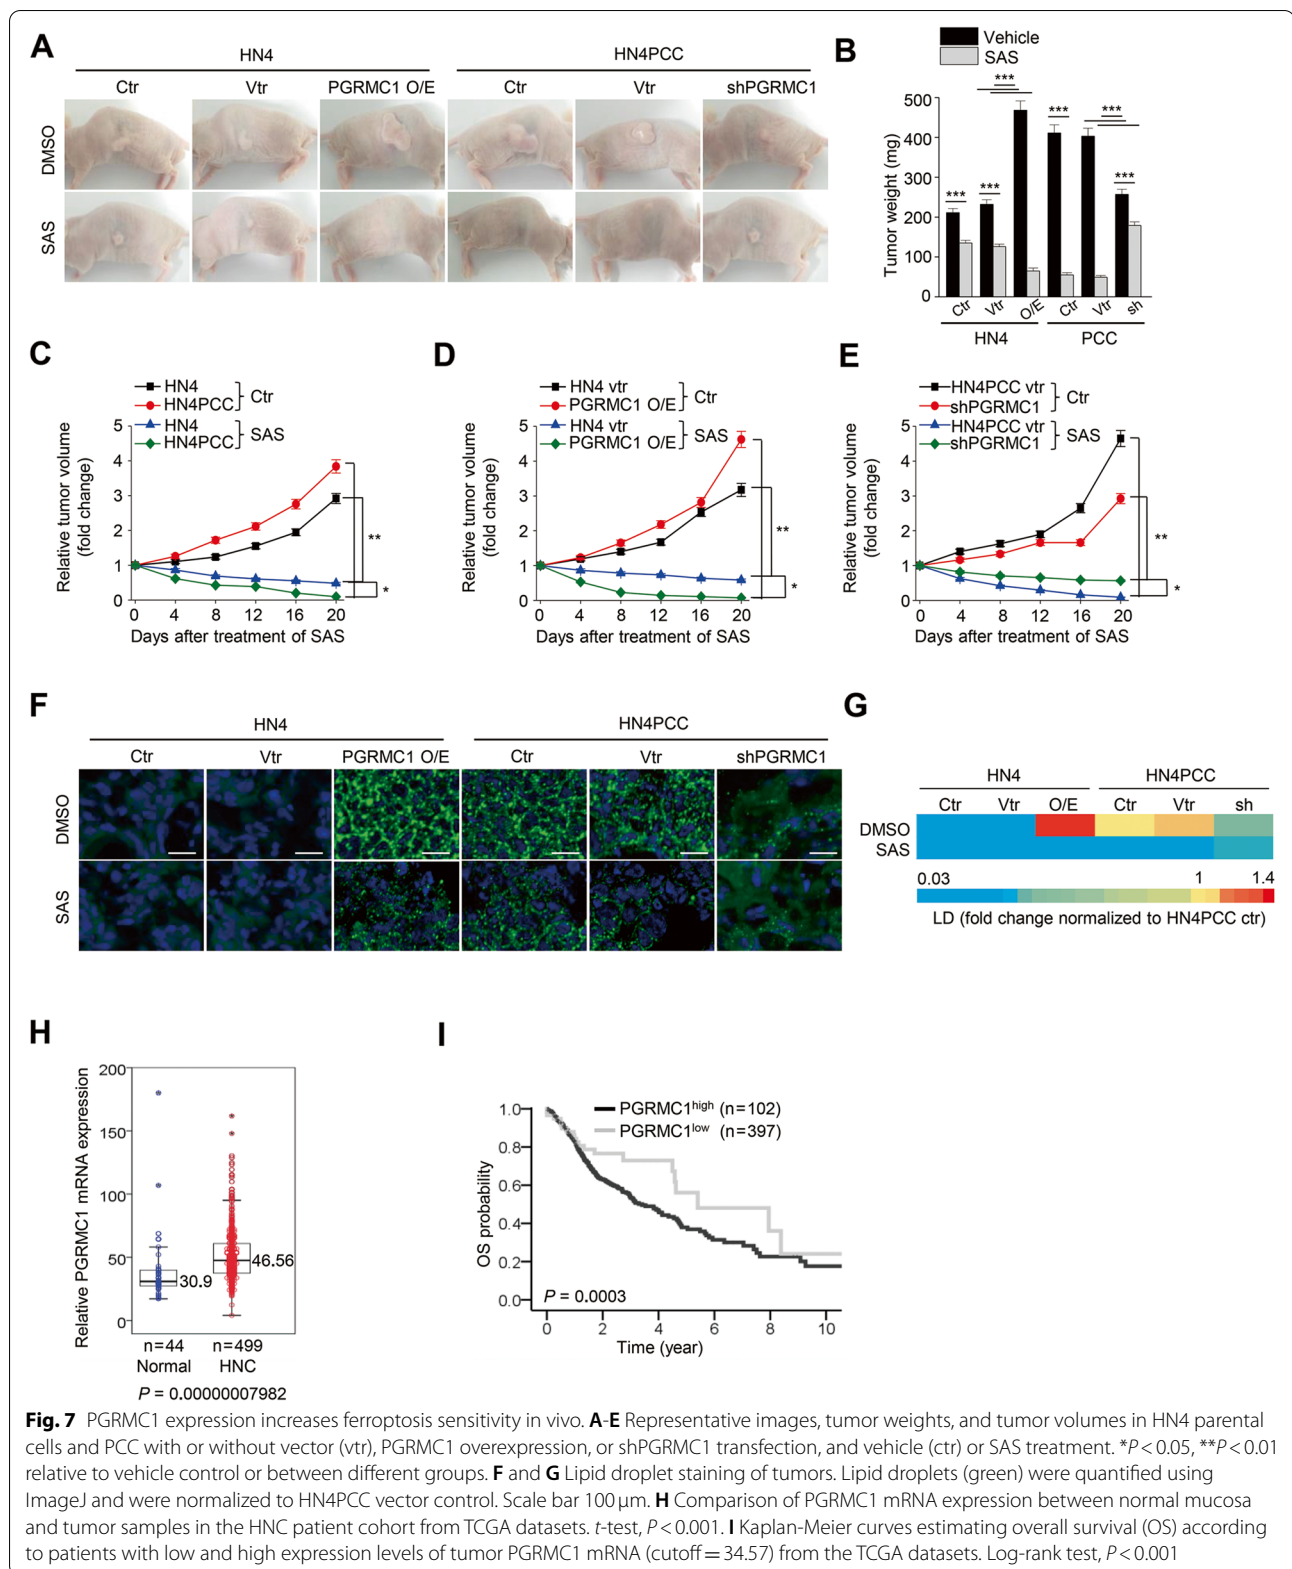 A
HN4
HN4PCC
Ctr
Vtr
PGRMC1 O/E
Ctr
Vtr
shPGRMC1
DMSO
SAS
B
Vehicle
SAS
Tumor weight (mg)
500
400
300
200
100
0
***
***
***
***
***
***
Ctr
Vtr
O/E
Ctr
Vtr
sh
HN4
PCC
C
HN4
HN4PCC
Ctr
HN4
HN4PCC
SAS
Relative tumor volume
(fold change)
5
4
3
2
1
0
**
*
0 4 8 12 16 20
Days after treatment of SAS
D
HN4 vtr
PGRMC1 O/E
Ctr
HN4 vtr
PGRMC1 O/E
SAS
Relative tumor volume
(fold change)
5
4
3
2
1
0
**
*
0 4 8 12 16 20
Days after treatment of SAS
E
HN4PCC vtr
shPGRMC1
Ctr
HN4PCC vtr
shPGRMC1
SAS
Relative tumor volume
(fold change)
5
4
3
2
1
0
**
*
0 4 8 12 16 20
Days after treatment of SAS
F
HN4
HN4PCC
Ctr
Vtr
PGRMC1 O/E
Ctr
Vtr
shPGRMC1
DMSO
SAS
G
HN4
HN4PCC
Ctr
Vtr
O/E
Ctr
Vtr
sh
DMSO
SAS
0.03
1
1.4
LD (fold change normalized to HN4PCC ctr)
H
Relative PGRMC1 mRNA expression
200
150
100
50
0
30.9
46.56
n=44
n=499
Normal
HNC
P = 0.00000007982
I
OS probability
1.0
0.8
0.6
0.4
0.2
0.0
PGRMC1high (n=102)
PGRMC1low (n=397)
P = 0.0003
0 2 4 6 8 10
Time (year)
Fig. 7 PGRMC1 expression increases ferroptosis sensitivity in vivo. A-E Representative images, tumor weights, and tumor volumes in HN4 parental
cells and PCC with or without vector (vtr), PGRMC1 overexpression, or shPGRMC1 transfection, and vehicle (ctr) or SAS treatment. *P < 0.05, **P < 0.01
relative to vehicle control or between different groups. F and G Lipid droplet staining of tumors. Lipid droplets (green) were quantified using
ImageJ and were normalized to HN4PCC vector control. Scale bar 100 μm. H Comparison of PGRMC1 mRNA expression between normal mucosa
and tumor samples in the HNC patient cohort from TCGA datasets. t-test, P < 0.001. I Kaplan-Meier curves estimating overall survival (OS) according
to patients with low and high expression levels of tumor PGRMC1 mRNA (cutoff = 34.57) from the TCGA datasets. Log-rank test, P < 0.001